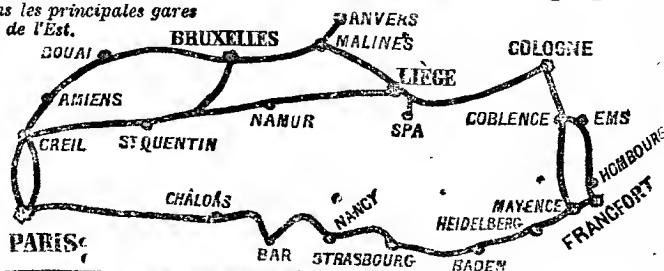 ns les principales gares
de l'Est.
ANVERS
BRUXELLES
MALINES
DOUAI
COLOGNE
LIÈGE
AMIENS
COBLENCE
EMS
CREIL
St QUENTIN
NAMUR
SPA
HOMBOURG
CHÂLONS
NANCY
MAYENCE
HEIDELBERG
FRANCFORT
PARIS
BAR
STRASBOURG
BADEN